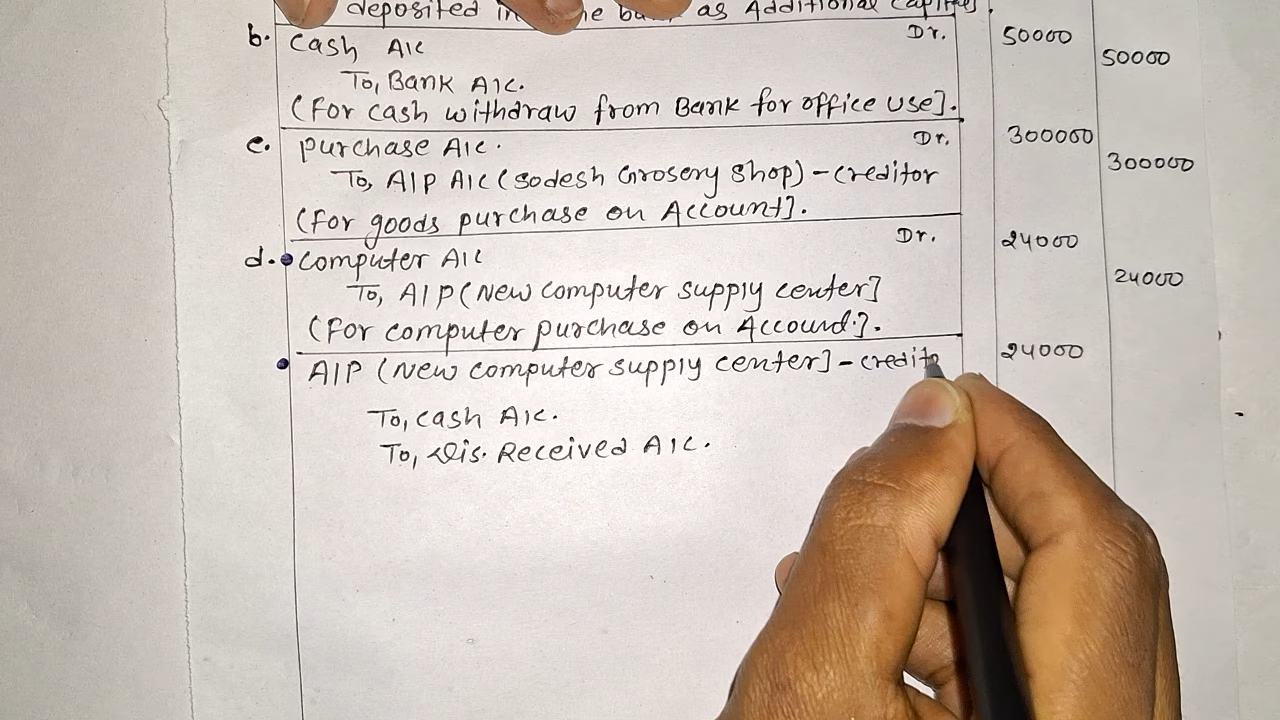 deposited in the bank as Additional Capital].
b. Cash A/C Dr. 50000
To, Bank A/C. 50000
(For cash withdraw from Bank for office use].
c. purchase A/C. Dr. 300000
To, A/P A/C (Sodesh Grosery Shop) - Creditor 300000
(For goods purchase on Account].
d. Computer A/C Dr. 24000
To, A/P (New computer supply center] 24000
(For computer purchase on Accound.].
A/P (New computer supply center] - credito 24000
To, cash A/C.
To, Dis. Received A/C.